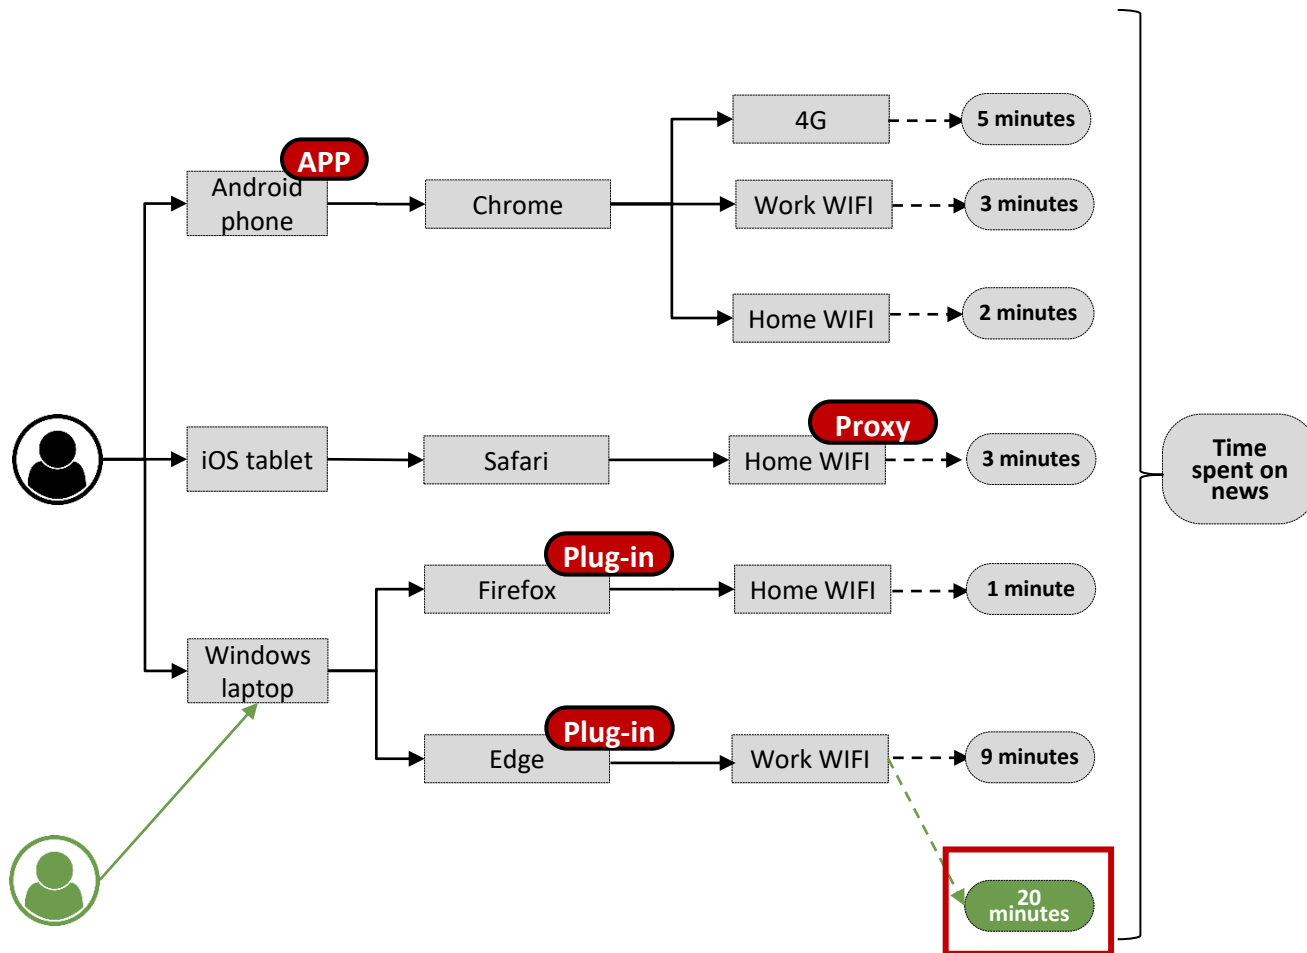 4G
5 minutes
APP
Android
phone
Chrome
Work WIFI
3 minutes
Home WIFI
2 minutes
Proxy
iOS tablet
Safari
Home WIFI
3 minutes
Time
spent on
news
Plug-in
Firefox
Home WIFI
1 minute
Windows
laptop
Plug-in
Edge
Work WIFI
9 minutes
20
minutes